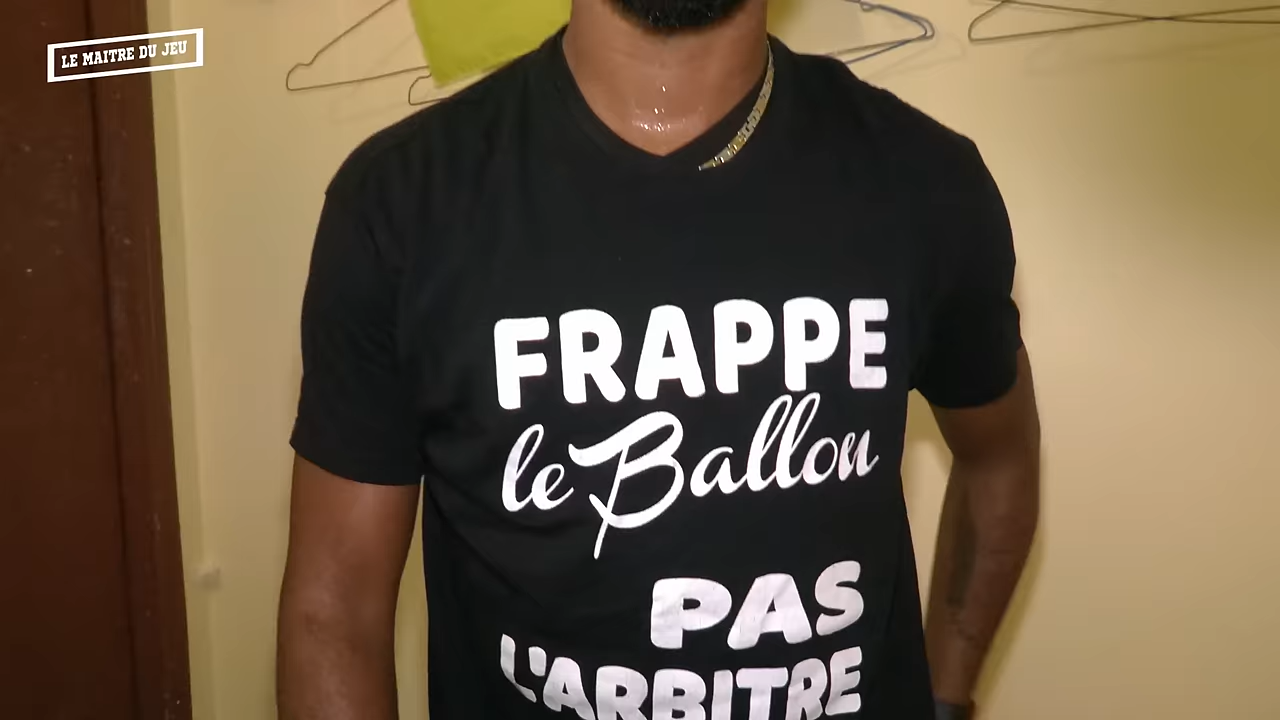 LE MAITRE DU JEU
FRAPPE
le Ballon
PAS
L'ARBITRE